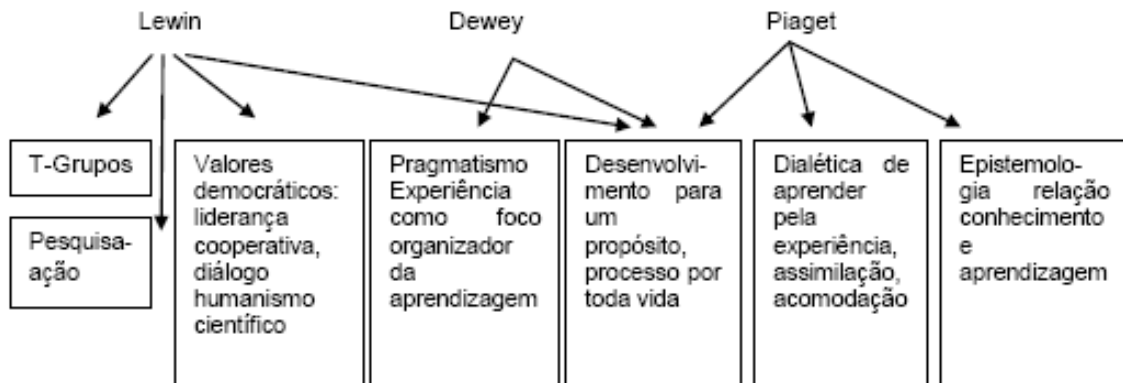 Lewin
Dewey
Piaget
T-Grupos
Pesquisa-
ação
Valores
democráticos:
liderança
cooperativa,
diálogo
humanismo
científico
Pragmatismo
Experiência
como foco
organizador
da
aprendizagem
Desenvolvi-
mento para
um
propósito,
processo por
toda vida
Dialética de
aprender
pela
experiência,
assimilação,
acomodação
Epistemolo-
gia relação
conhecimento
e
aprendizagem